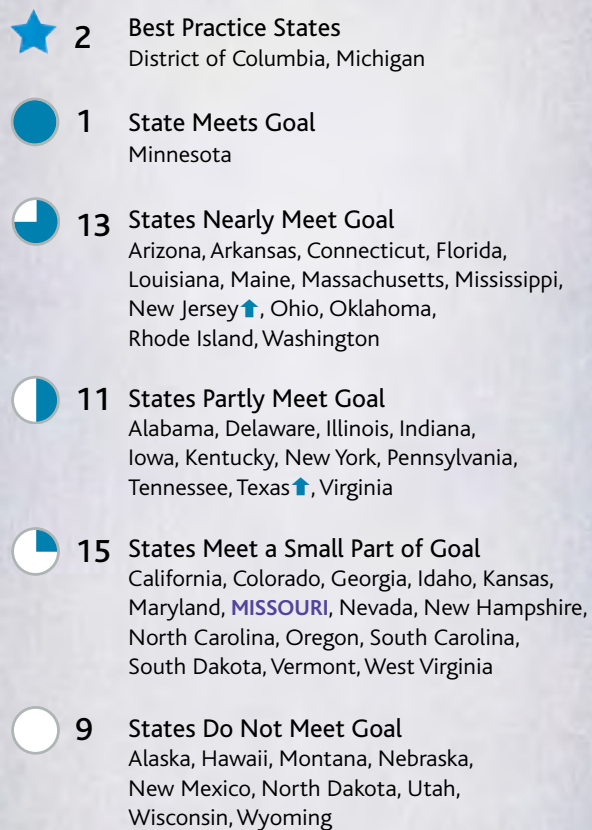 2 Best Practice States
District of Columbia, Michigan
1 State Meets Goal
Minnesota
13 States Nearly Meet Goal
Arizona, Arkansas, Connecticut, Florida,
Louisiana, Maine, Massachusetts, Mississippi,
New Jersey⬆, Ohio, Oklahoma,
Rhode Island, Washington
11 States Partly Meet Goal
Alabama, Delaware, Illinois, Indiana,
Iowa, Kentucky, New York, Pennsylvania,
Tennessee, Texas⬆, Virginia
15 States Meet a Small Part of Goal
California, Colorado, Georgia, Idaho, Kansas,
Maryland, MISSOURI, Nevada, New Hampshire,
North Carolina, Oregon, South Carolina,
South Dakota, Vermont, West Virginia
9 States Do Not Meet Goal
Alaska, Hawaii, Montana, Nebraska,
New Mexico, North Dakota, Utah,
Wisconsin, Wyoming